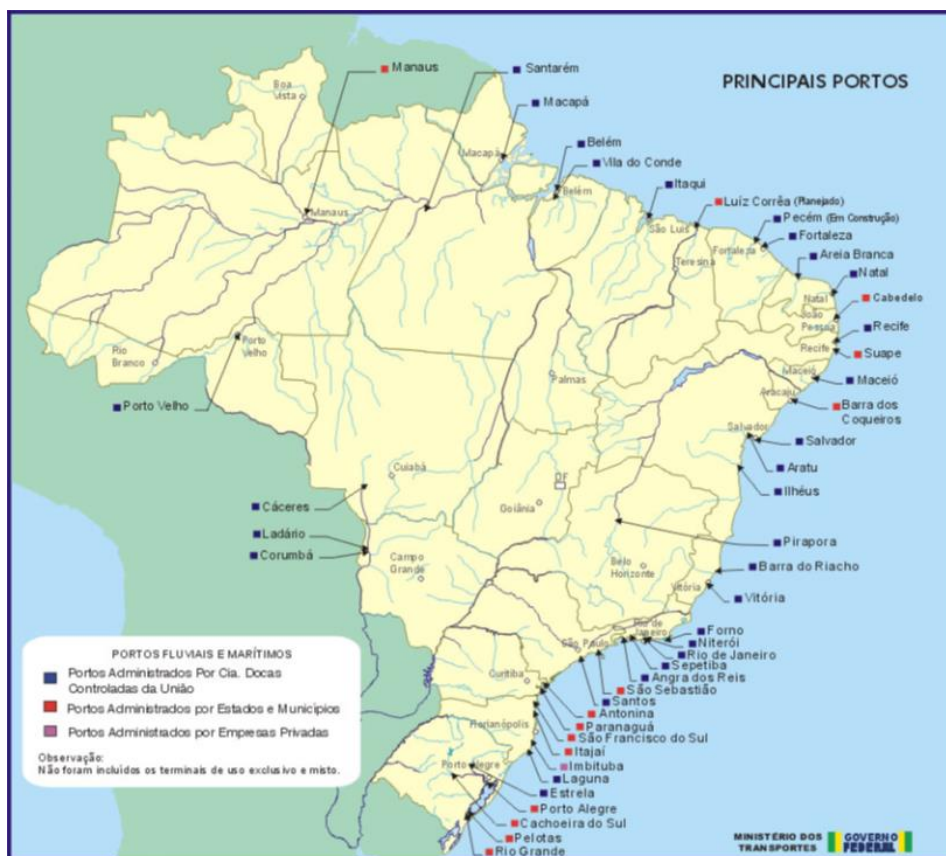 PRINCIPAIS PORTOS
Manaus
Santarém
Macapá
Belém
Vila do Conde
Itaqui
Luíz Corrêa (Planejado)
Pecém (Em Construção)
Fortaleza
Areia Branca
Natal
Cabedelo
Recife
Suape
Maceió
Barra dos
Coqueiros
Salvador
Aratu
Ilhéus
Pirapora
Barra do Riacho
Vitória
Forno
Niterói
Rio de Janeiro
Sepetiba
Angra dos Reis
São Sebastião
Santos
Antonina
Paranaguá
São Francisco do Sul
Itajaí
Imbituba
Laguna
Estrela
Porto Alegre
Cachoeira do Sul
Pelotas
Rio Grande
Porto Velho
Cáceres
Ladário
Corumbá
Boa
Vista
Macapá
Manaus
Belém
São Luís
Teresina
Fortaleza
Natal
João
Pessoa
Recife
Maceió
Aracaju
Salvador
Palmas
Porto
Velho
Rio
Branco
Cuiabá
DF
Goiânia
Campo
Grande
Belo
Horizonte
Vitória
Rio de
Janeiro
São Paulo
Curitiba
Florianópolis
Porto Alegre
PORTOS FLUVIAIS E MARÍTIMOS
Portos Administrados Por Cia. Docas
Controladas da União
Portos Administrados por Estados e Municípios
Portos Administrados por Empresas Privadas
Observação:
Não foram incluídos os terminais de uso exclusivo e misto.
MINISTÉRIO DOS
TRANSPORTES
GOVERNO
FEDERAL